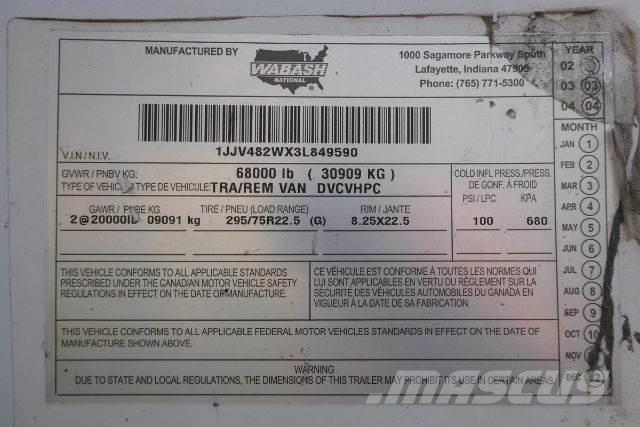 MANUFACTURED BY
WABASH
NATIONAL
1000 Sagamore Parkway South
Lafayette, Indiana 47905
Phone: (765) 771-5300
YEAR
02
03 03
04 04
MONTH
JAN 1
FEB 2
MAR 3
APR 4
MAY 5
JUN 6
JUL 7
AUG 8
SEP 9
OCT 10
NOV
DEC 12
1JJV482WX3L849590
V.I.N / N.I.V.
GVWR / PNBV KG: 68000 lb ( 30909 KG )
TYPE OF VEHICLE/TYPE DE VEHICULE: TRA/REM VAN DVCVHPC
COLD INFL PRESS./PRESS.
DE GONF. À FROID
PSI / LPC KPA
GAWR / PNBE KG TIRE / PNEU (LOAD RANGE) RIM / JANTE
2@20000lb 09091 kg 295/75R22.5 (G) 8.25X22.5 100 680
THIS VEHICLE CONFORMS TO ALL APPLICABLE STANDARDS
PRESCRIBED UNDER THE CANADIAN MOTOR VEHICLE SAFETY
REGULATIONS IN EFFECT ON THE DATE OF MANUFACTURE.
CE VÉHICULE EST CONFORME À TOUTES LES NORMES QUI
LUI SONT APPLICABLES EN VERTU DU RÈGLEMENT SUR LA
SÉCURITÉ DES VÉHICULES AUTOMOBILES DU CANADA EN
VIGUEUR À LA DATE DE SA FABRICATION.
THIS VEHICLE CONFORMS TO ALL APPLICABLE FEDERAL MOTOR VEHICLES STANDARDS IN EFFECT ON THE DATE OF
MANUFACTURE SHOWN ABOVE.
WARNING
DUE TO STATE AND LOCAL REGULATIONS, THE DIMENSIONS OF THIS TRAILER MAY PROHIBIT ITS USE IN CERTAIN AREAS.
MASCUS